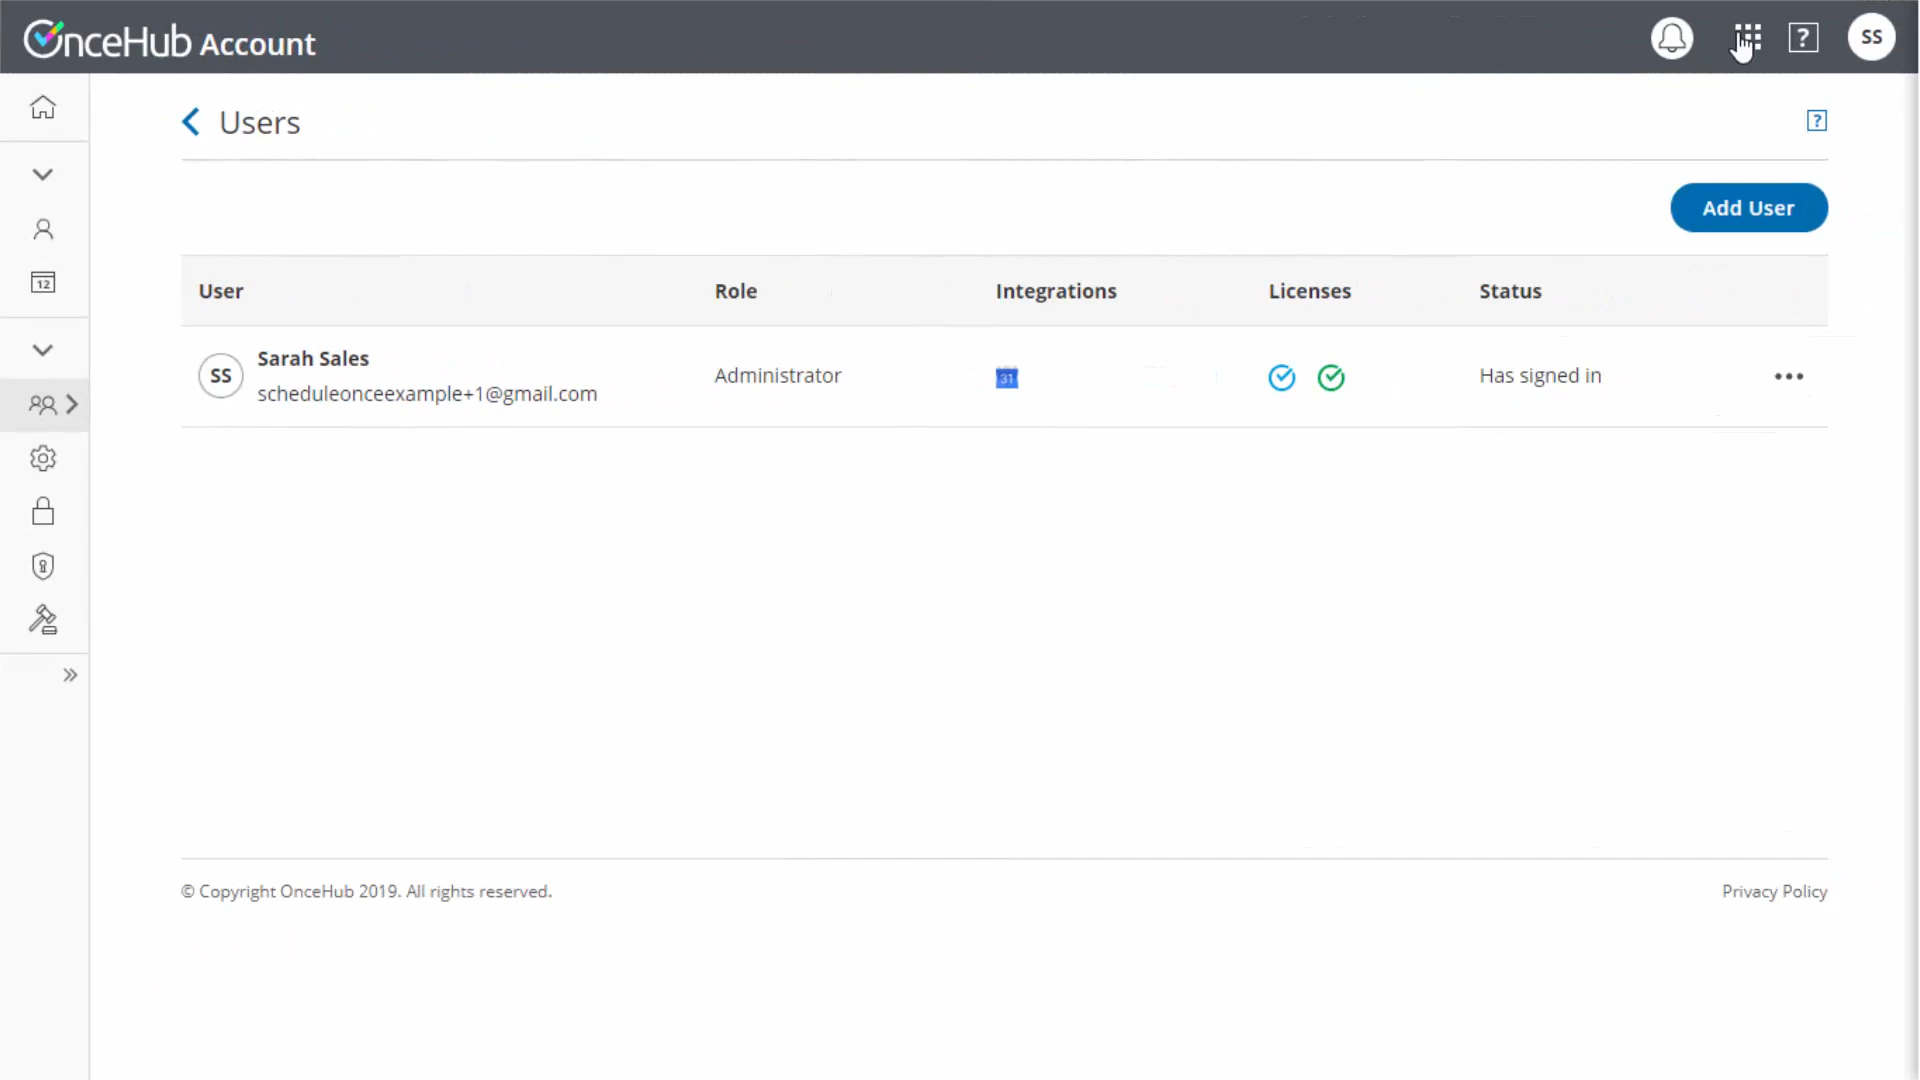 OnceHub Account
?
SS
Users
?
Add User
User Role Integrations Licenses Status
SS
Sarah Sales
scheduleonceexample+1@gmail.com
Administrator
31
Has signed in
12
© Copyright OnceHub 2019. All rights reserved.
Privacy Policy